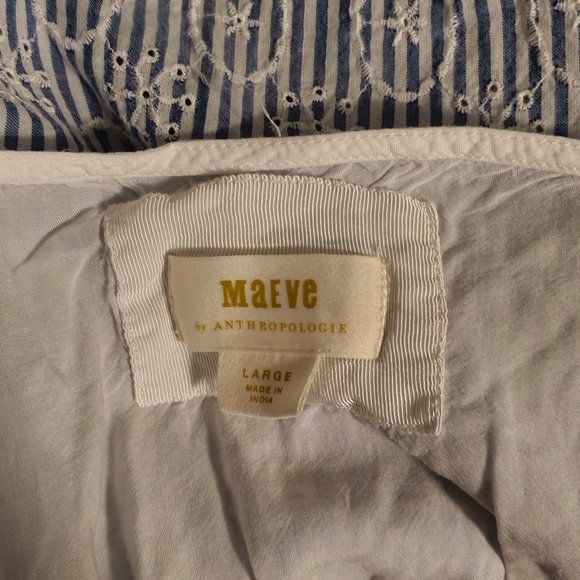 MaEVe
by ANTHROPOLOGIE
LARGE
MADE IN
INDIA